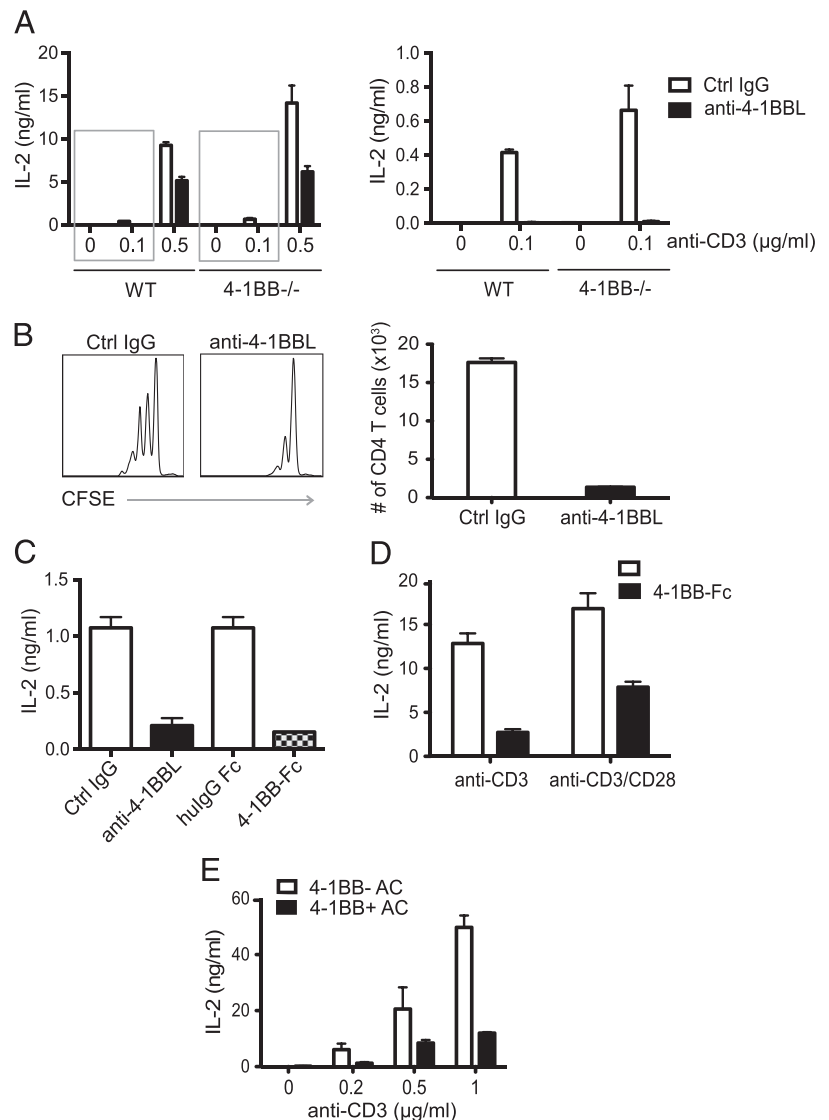 A
IL-2 (ng/ml)
20
15
10
5
0
0 0.1 0.5 0 0.1 0.5
WT 4-1BB-/-
IL-2 (ng/ml)
1.0
0.8
0.6
0.4
0.2
0.0
0 0.1 0 0.1 anti-CD3 (µg/ml)
WT 4-1BB-/-
Ctrl IgG
anti-4-1BBL
B
Ctrl IgG anti-4-1BBL
CFSE
# of CD4 T cells (x10³)
20
15
10
5
0
Ctrl IgG anti-4-1BBL
C
IL-2 (ng/ml)
1.5
1.0
0.5
0.0
Ctrl IgG
anti-4-1BBL
huIgG Fc
4-1BB-Fc
D
4-1BB-Fc
IL-2 (ng/ml)
20
15
10
5
0
anti-CD3 anti-CD3/CD28
E
4-1BB- AC
4-1BB+ AC
IL-2 (ng/ml)
60
40
20
0
0 0.2 0.5 1
anti-CD3 (µg/ml)